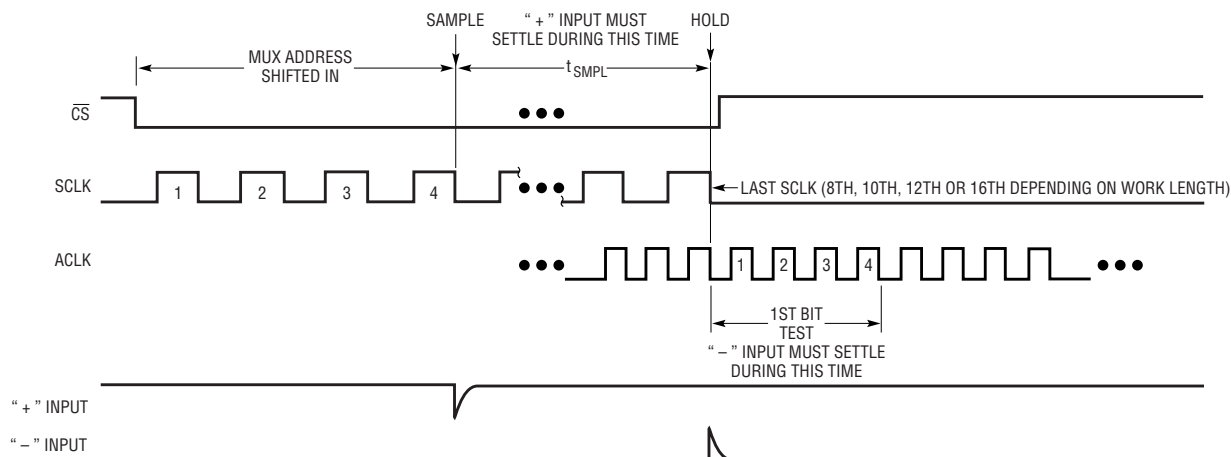 SAMPLE
“ + ” INPUT MUST
SETTLE DURING THIS TIME
HOLD
MUX ADDRESS
SHIFTED IN
tSMPL
CS
SCLK
1 2 3 4
LAST SCLK (8TH, 10TH, 12TH OR 16TH DEPENDING ON WORK LENGTH)
ACLK
1 2 3 4
1ST BIT
TEST
“ – ” INPUT MUST SETTLE
DURING THIS TIME
“ + ” INPUT
“ – ” INPUT